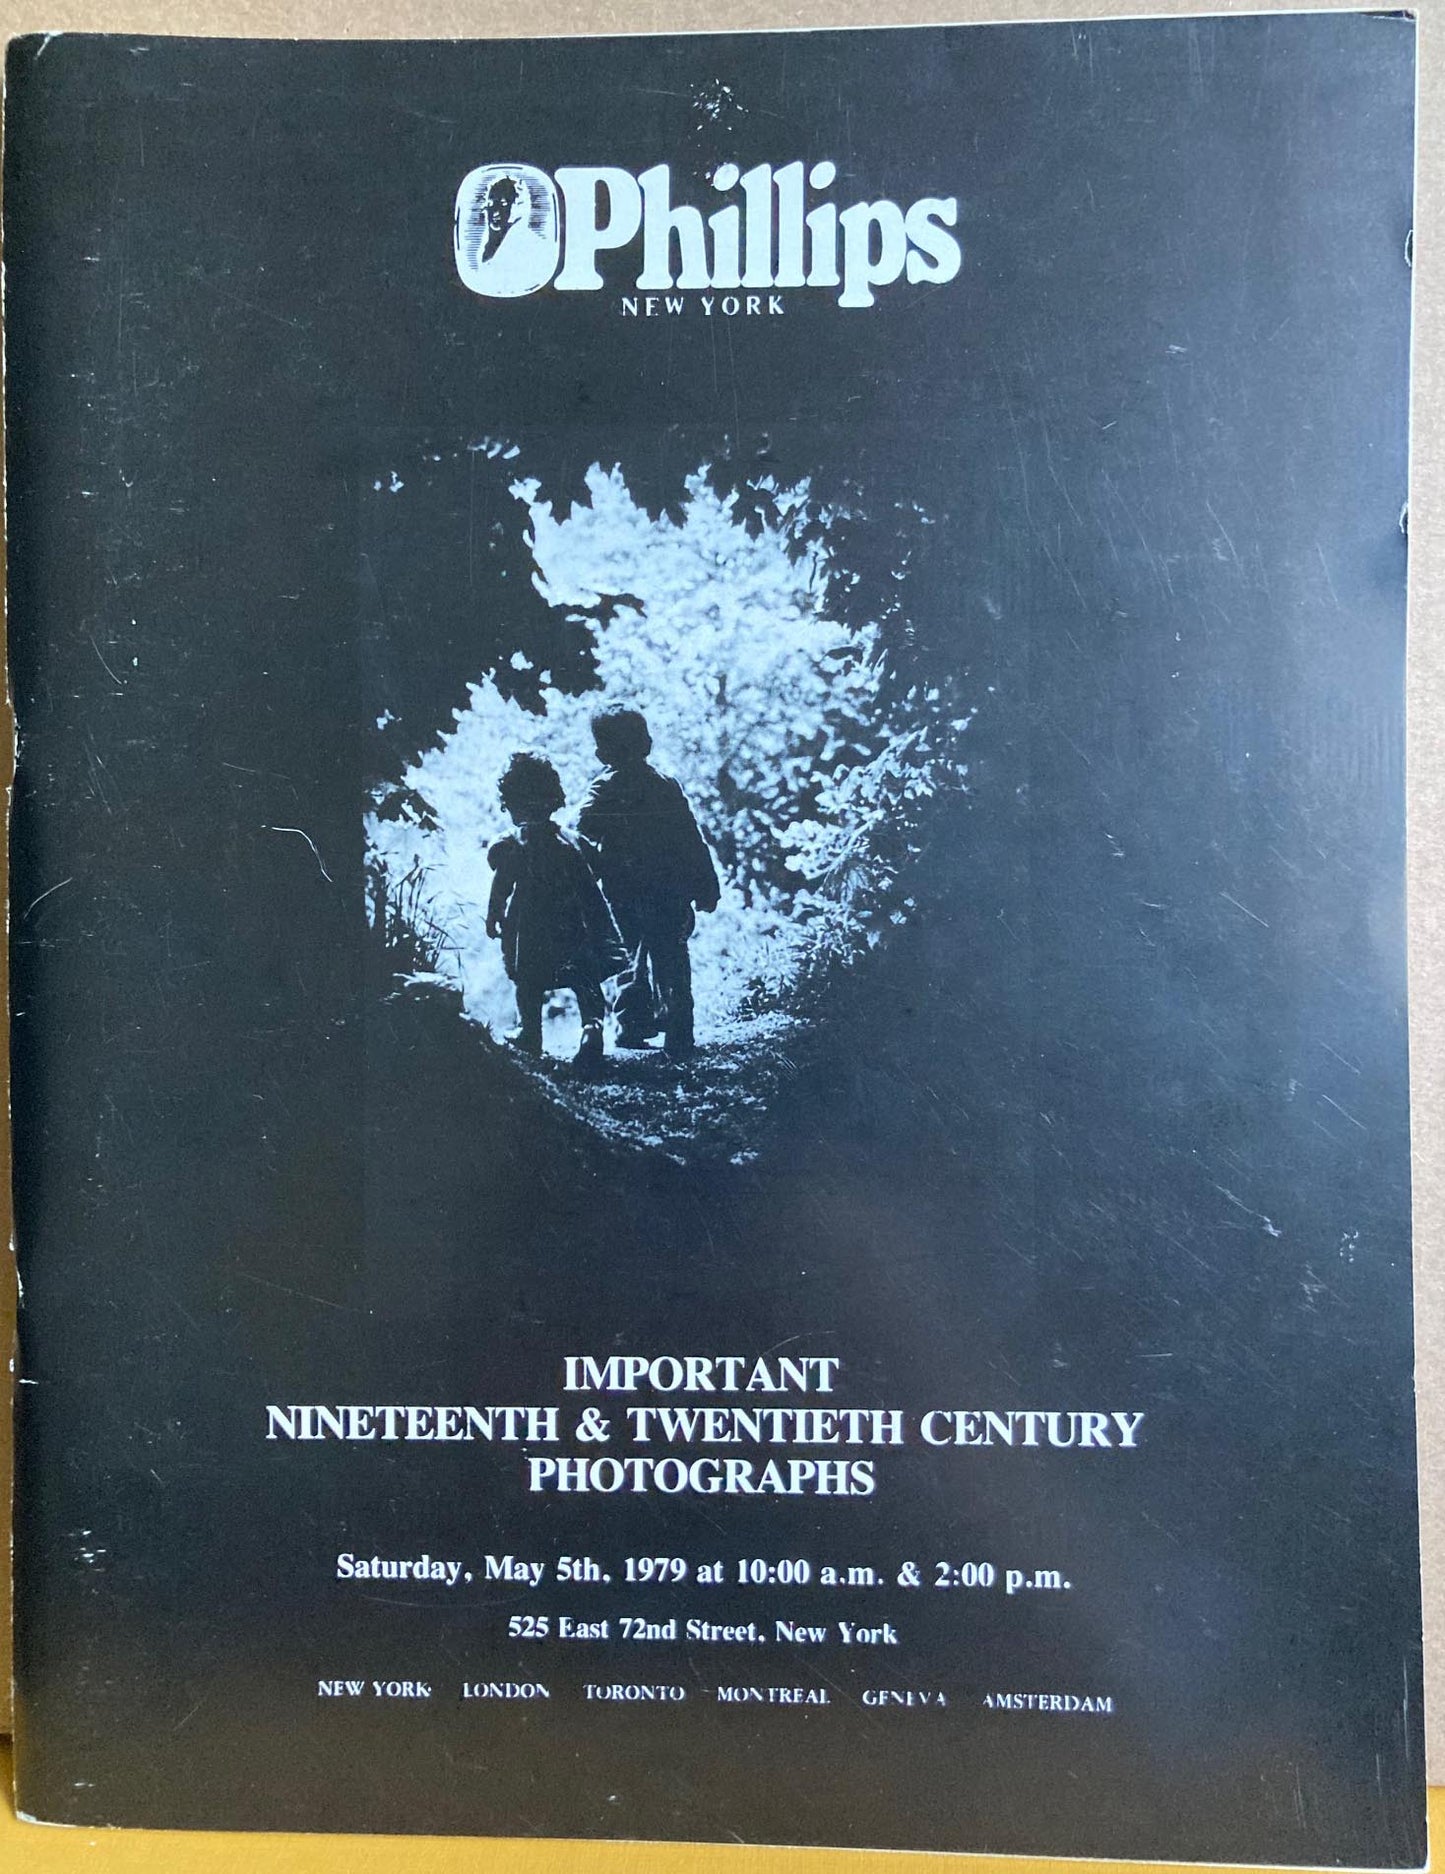 Phillips
NEW YORK
IMPORTANT
NINETEENTH & TWENTIETH CENTURY
PHOTOGRAPHS
Saturday, May 5th, 1979 at 10:00 a.m. & 2:00 p.m.
525 East 72nd Street, New York
NEW YORK LONDON TORONTO MONTREAL GENEVA AMSTERDAM